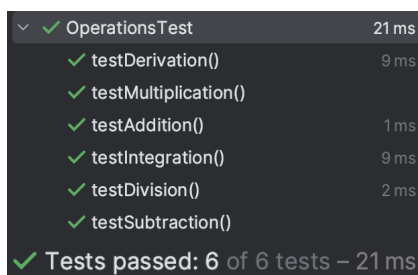 OperationsTest 21 ms
testDerivation() 9 ms
testMultiplication()
testAddition() 1 ms
testIntegration() 9 ms
testDivision() 2 ms
testSubtraction()
Tests passed: 6 of 6 tests – 21 ms